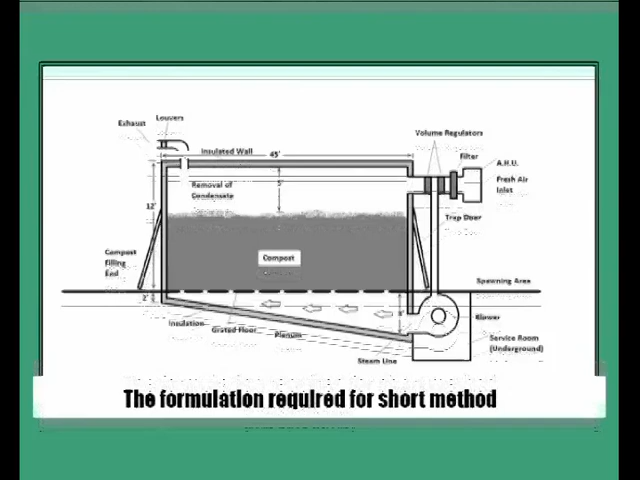 Exhaust
Louvers
Insulated Wall
45'
Volume Regulators
Filter
A.H.U.
Fresh Air
Inlet
Removal of
Condensate
5'
12'
Trap Door
Compost
Filling
End
Compost
Spawning Area
2'
Insulation
Grated Floor
Plenum
Blower
Service Room
(Underground)
Steam Line
The formulation required for short method